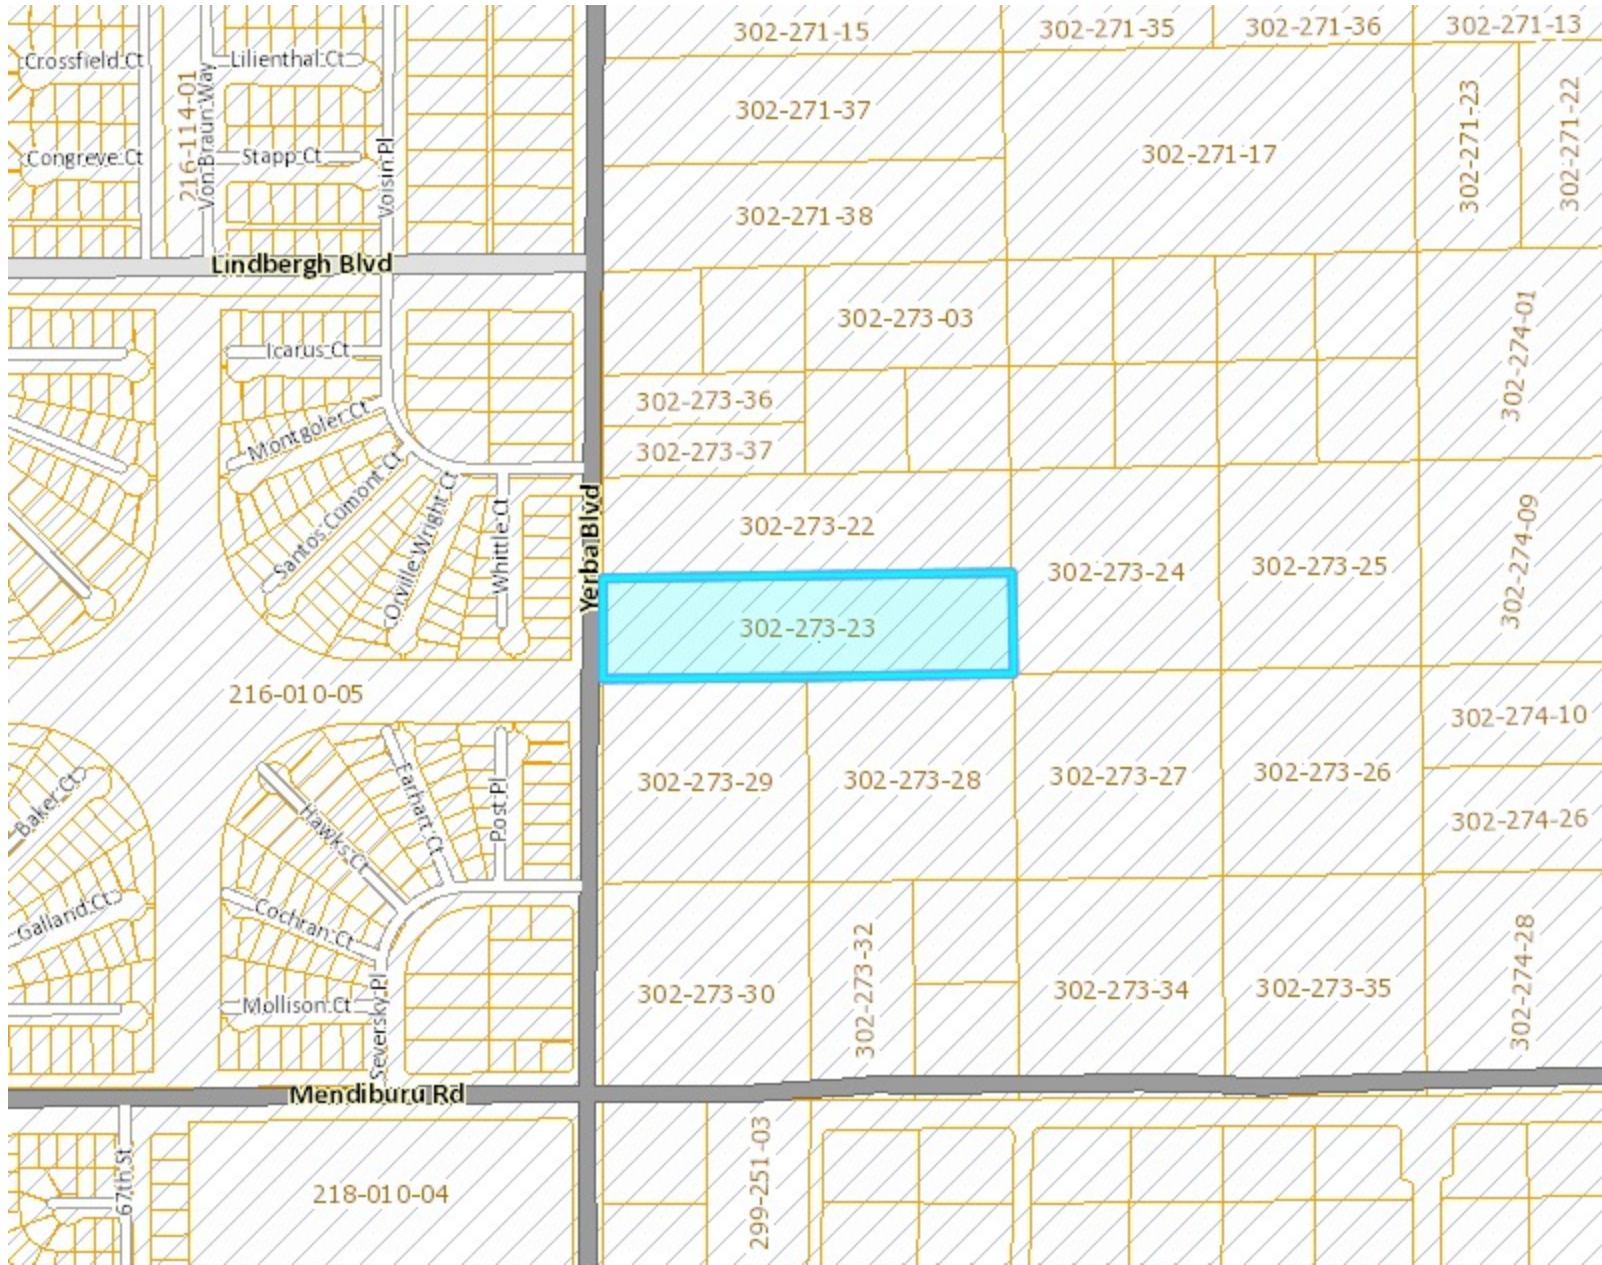 302-271-15
302-271-35
302-271-36
302-271-13
Crossfield Ct
Lilienthal Ct
216-114-01
Von Braun Way
302-271-37
302-271-23
302-271-22
Congreve Ct
Stapp Ct
Voisin Pl
302-271-17
302-271-38
Lindbergh Blvd
302-273-03
302-274-01
Icarus Ct
302-273-36
Montgoler Ct
302-273-37
Santos Cumont Ct
Orville Wright Ct
Whittle Ct
Yerba Blvd
302-273-22
302-273-24
302-273-25
302-274-09
302-273-23
216-010-05
302-274-10
Baker Ct
Earhart Ct
Post Pl
302-273-29
302-273-28
302-273-27
302-273-26
302-274-26
Hawks Ct
Galland Ct
Cochran Ct
302-273-32
302-274-28
302-273-30
302-273-34
302-273-35
Mollison Ct
Seversky Pl
Mendiburu Rd
67th St
218-010-04
299-251-03